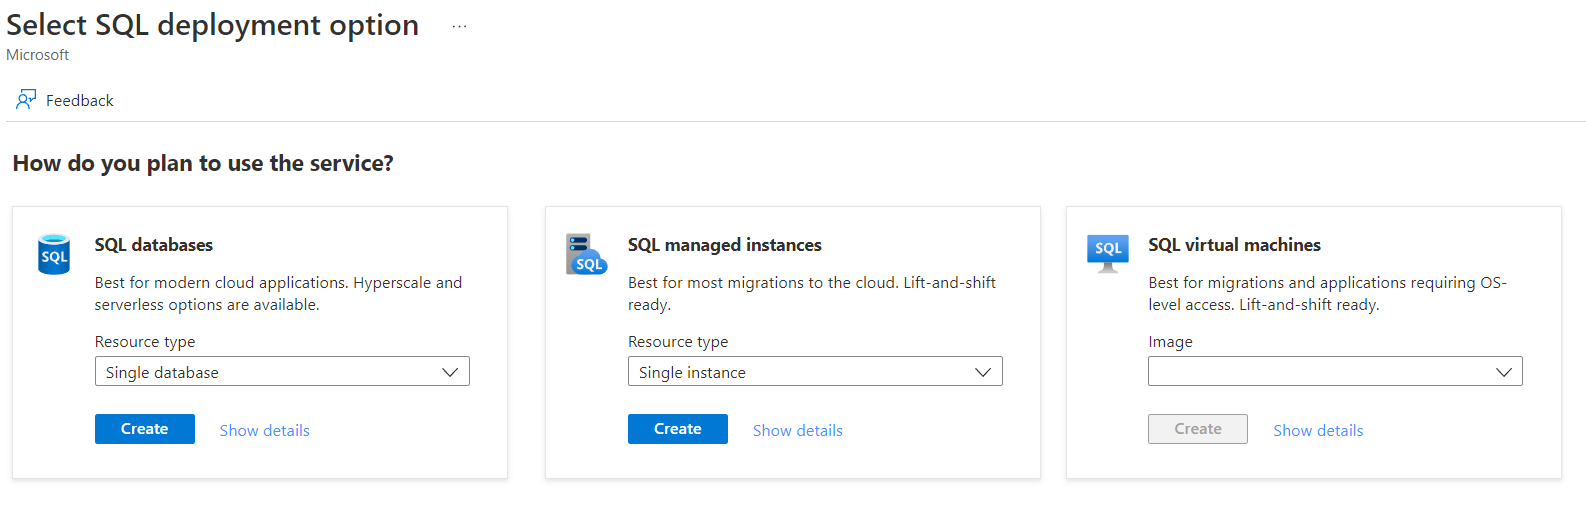 Select SQL deployment option ...
Microsoft
Feedback
How do you plan to use the service?
SQL
SQL databases
Best for modern cloud applications. Hyperscale and
serverless options are available.
Resource type
Single database
Create
Show details
SQL
SQL managed instances
Best for most migrations to the cloud. Lift-and-shift
ready.
Resource type
Single instance
Create
Show details
SQL
SQL virtual machines
Best for migrations and applications requiring OS-
level access. Lift-and-shift ready.
Image
Create
Show details